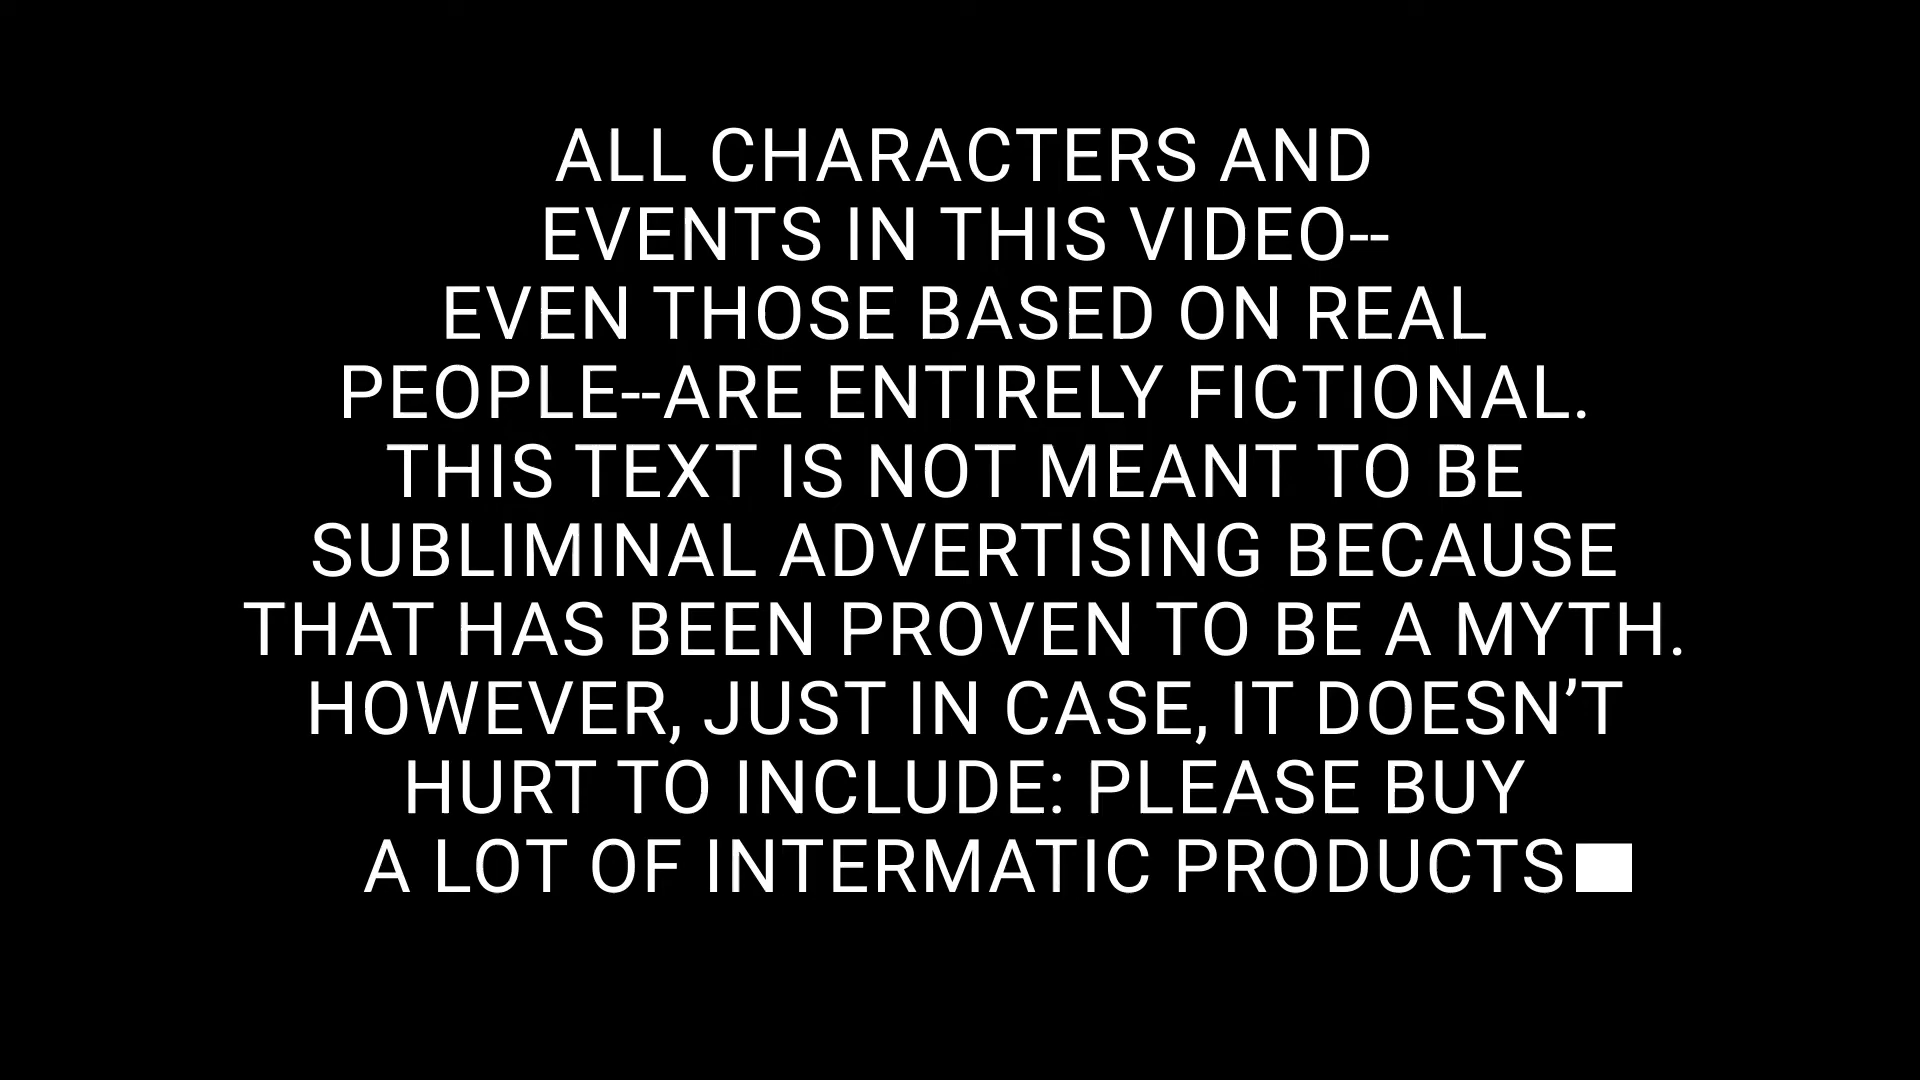 ALL CHARACTERS AND
EVENTS IN THIS VIDEO--
EVEN THOSE BASED ON REAL
PEOPLE--ARE ENTIRELY FICTIONAL.
THIS TEXT IS NOT MEANT TO BE
SUBLIMINAL ADVERTISING BECAUSE
THAT HAS BEEN PROVEN TO BE A MYTH.
HOWEVER, JUST IN CASE, IT DOESN’T
HURT TO INCLUDE: PLEASE BUY
A LOT OF INTERMATIC PRODUCTS